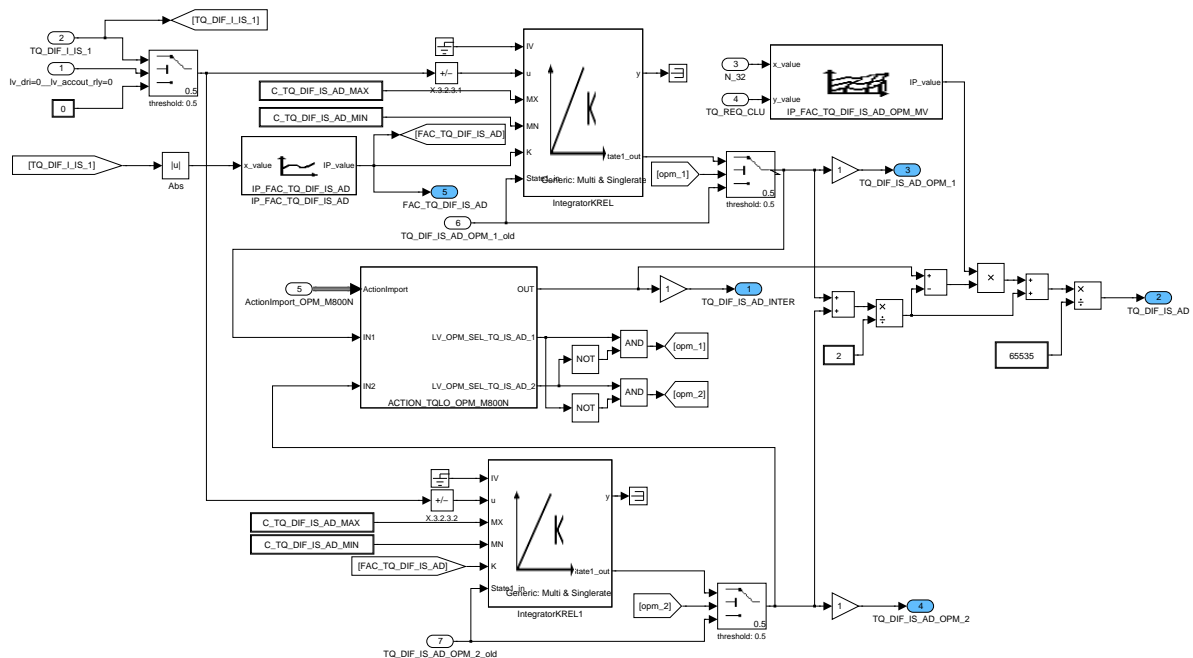 [TQ_DIF_I_IS_1]
2
TQ_DIF_I_IS_1
1
lv_dri=0__lv_accout_rly=0
0
0.5
threshold: 0.5
+/−
X.3.2.3.1
C_TQ_DIF_IS_AD_MAX
C_TQ_DIF_IS_AD_MIN
[FAC_TQ_DIF_IS_AD]
IV
u
MX
MN
K
State1_in
y
K
tate1_out
Generic: Multi & Singlerate
IntegratorKREL
3
N_32
4
TQ_REQ_CLU
x_value
y_value
IP_value
IP_FAC_TQ_DIF_IS_AD_OPM_MV
[TQ_DIF_I_IS_1]
|u|
Abs
x_value
IP_value
IP_FAC_TQ_DIF_IS_AD
IP_FAC_TQ_DIF_IS_AD
5
FAC_TQ_DIF_IS_AD
6
TQ_DIF_IS_AD_OPM_1_old
[opm_1]
0.5
threshold: 0.5
1
3
TQ_DIF_IS_AD_OPM_1
5
ActionImport_OPM_M800N
ActionImport
IN1
IN2
OUT
LV_OPM_SEL_TQ_IS_AD_1
LV_OPM_SEL_TQ_IS_AD_2
ACTION_TQLO_OPM_M800N
1
1
TQ_DIF_IS_AD_INTER
NOT
AND
[opm_1]
NOT
AND
[opm_2]
+
+
×
÷
2
+
−
×
+
+
65535
×
÷
2
TQ_DIF_IS_AD
+/−
X.3.2.3.2
C_TQ_DIF_IS_AD_MAX
C_TQ_DIF_IS_AD_MIN
[FAC_TQ_DIF_IS_AD]
IV
u
MX
MN
K
State1_in
y
K
tate1_out
Generic: Multi & Singlerate
IntegratorKREL1
7
TQ_DIF_IS_AD_OPM_2_old
[opm_2]
0.5
threshold: 0.5
1
4
TQ_DIF_IS_AD_OPM_2